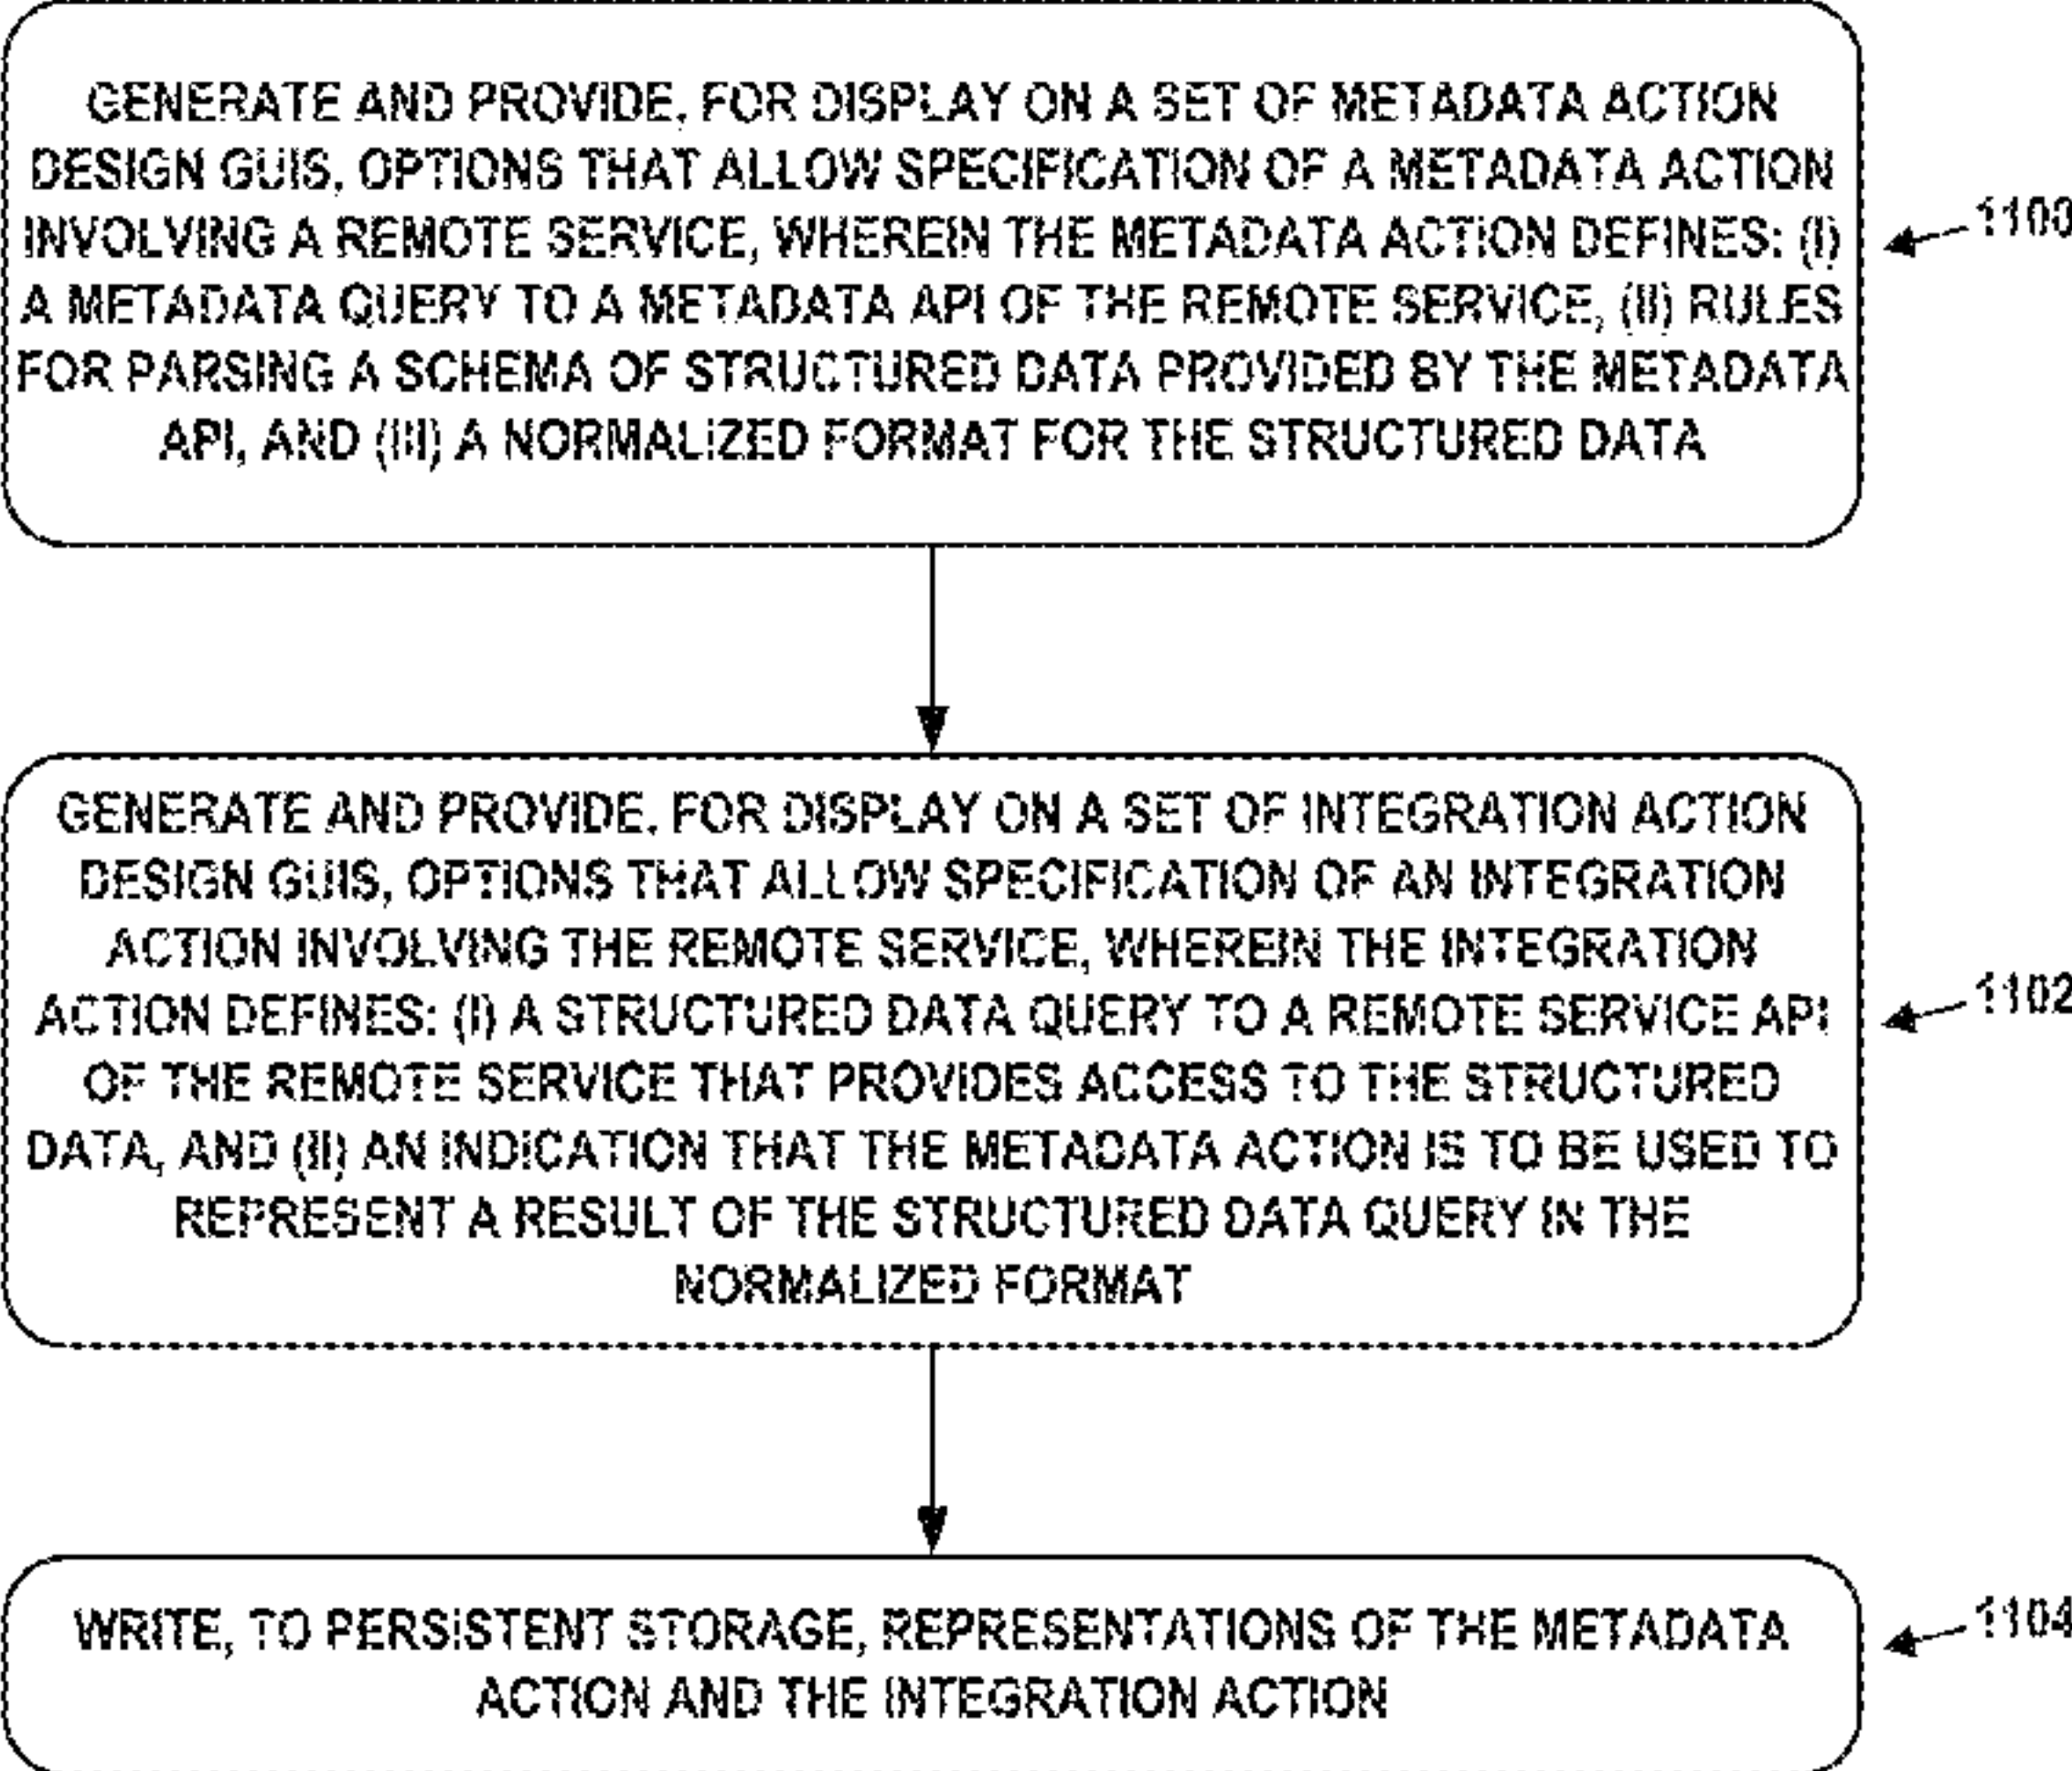 GENERATE AND PROVIDE, FOR DISPLAY ON A SET OF METADATA ACTION
DESIGN GUIS, OPTIONS THAT ALLOW SPECIFICATION OF A METADATA ACTION
INVOLVING A REMOTE SERVICE, WHEREIN THE METADATA ACTION DEFINES: (I)
A METADATA QUERY TO A METADATA API OF THE REMOTE SERVICE, (II) RULES
FOR PARSING A SCHEMA OF STRUCTURED DATA PROVIDED BY THE METADATA
API, AND (III) A NORMALIZED FORMAT FOR THE STRUCTURED DATA
1100
GENERATE AND PROVIDE, FOR DISPLAY ON A SET OF INTEGRATION ACTION
DESIGN GUIS, OPTIONS THAT ALLOW SPECIFICATION OF AN INTEGRATION
ACTION INVOLVING THE REMOTE SERVICE, WHEREIN THE INTEGRATION
ACTION DEFINES: (I) A STRUCTURED DATA QUERY TO A REMOTE SERVICE API
OF THE REMOTE SERVICE THAT PROVIDES ACCESS TO THE STRUCTURED
DATA, AND (II) AN INDICATION THAT THE METADATA ACTION IS TO BE USED TO
REPRESENT A RESULT OF THE STRUCTURED DATA QUERY IN THE
NORMALIZED FORMAT
1102
WRITE, TO PERSISTENT STORAGE, REPRESENTATIONS OF THE METADATA
ACTION AND THE INTEGRATION ACTION
1104